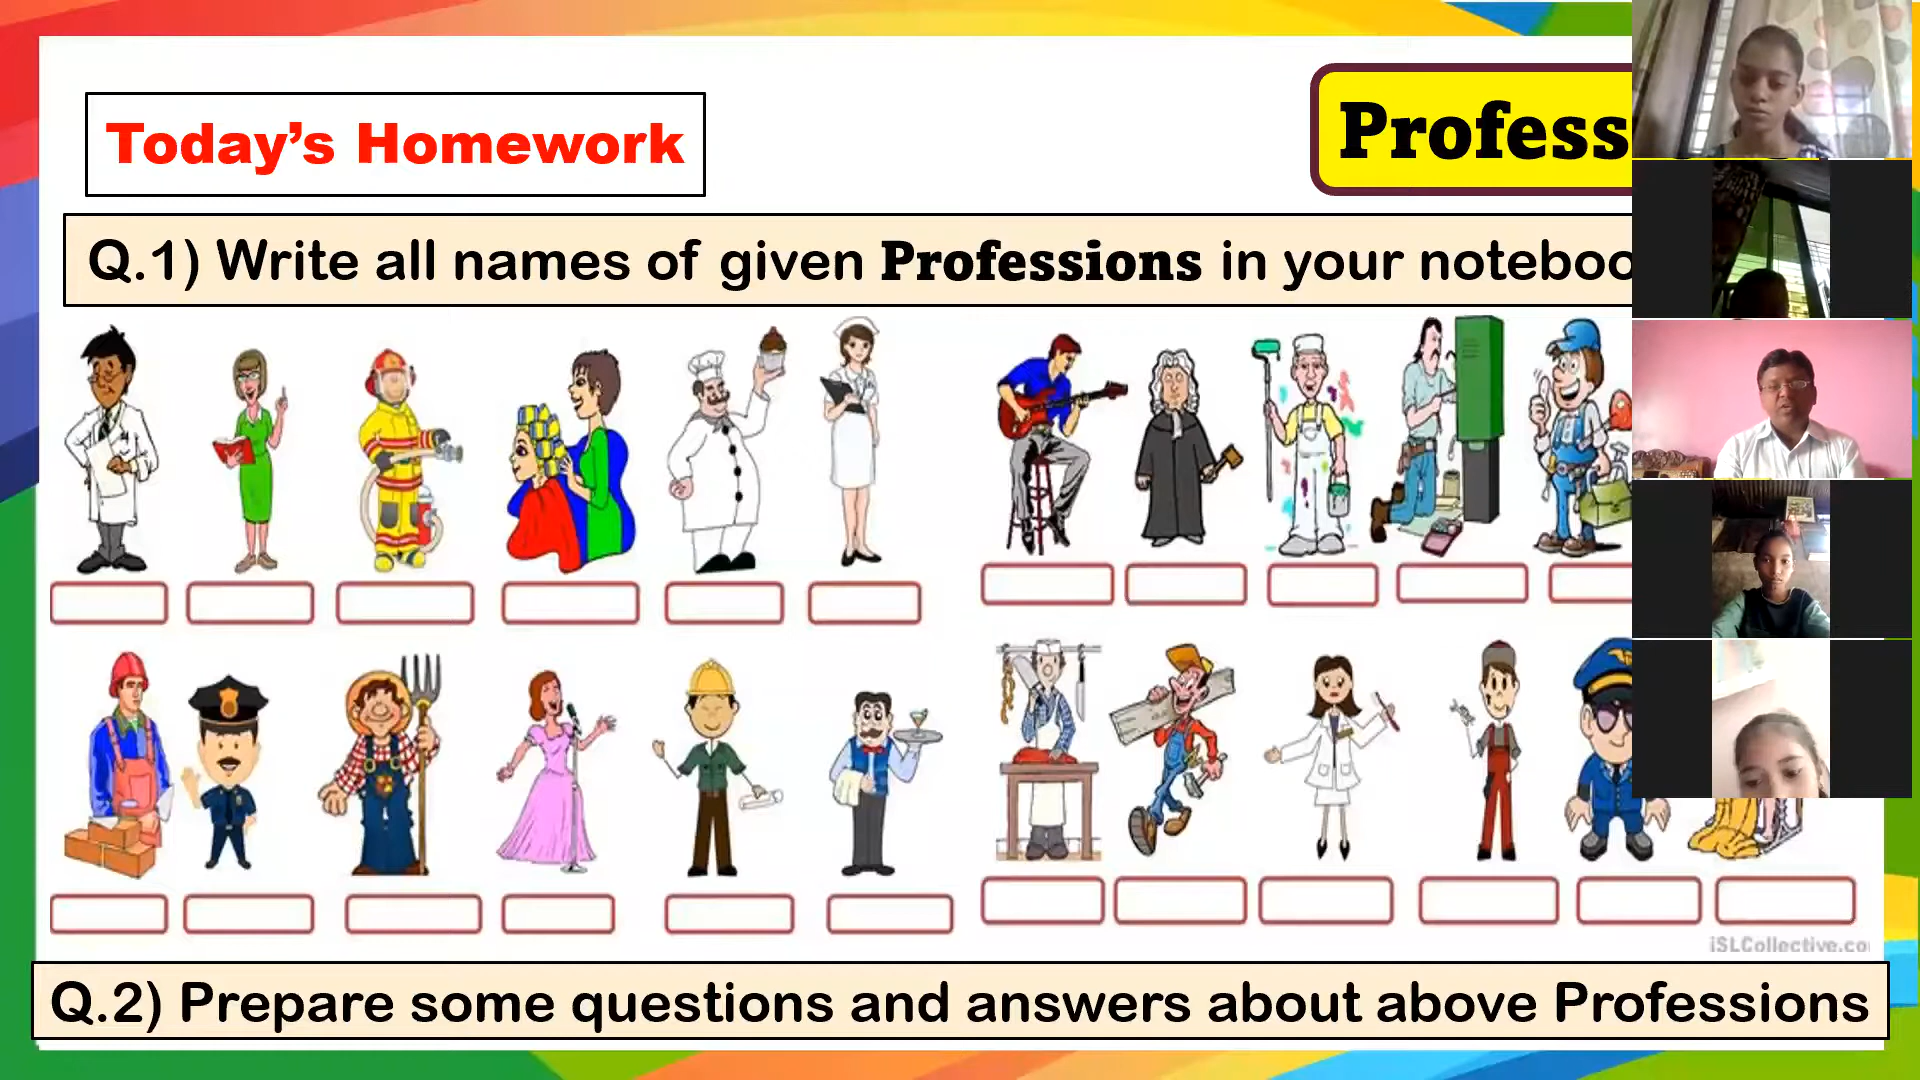 Today's Homework
Profess
Q.1) Write all names of given Professions in your noteboo
iSLCollective.co
Q.2) Prepare some questions and answers about above Professions